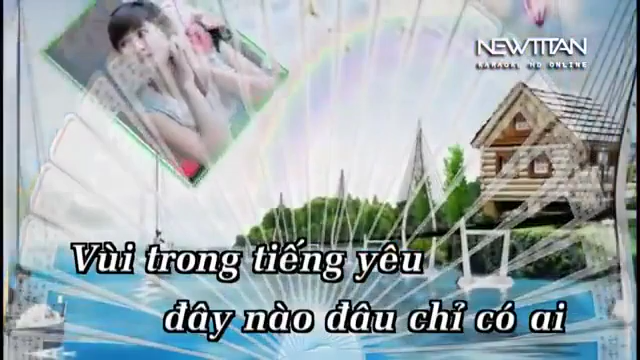 NEWTITAN
KARAOKE HD ONLINE
Vùi trong tiếng yêu
đây nào đâu chỉ có ai